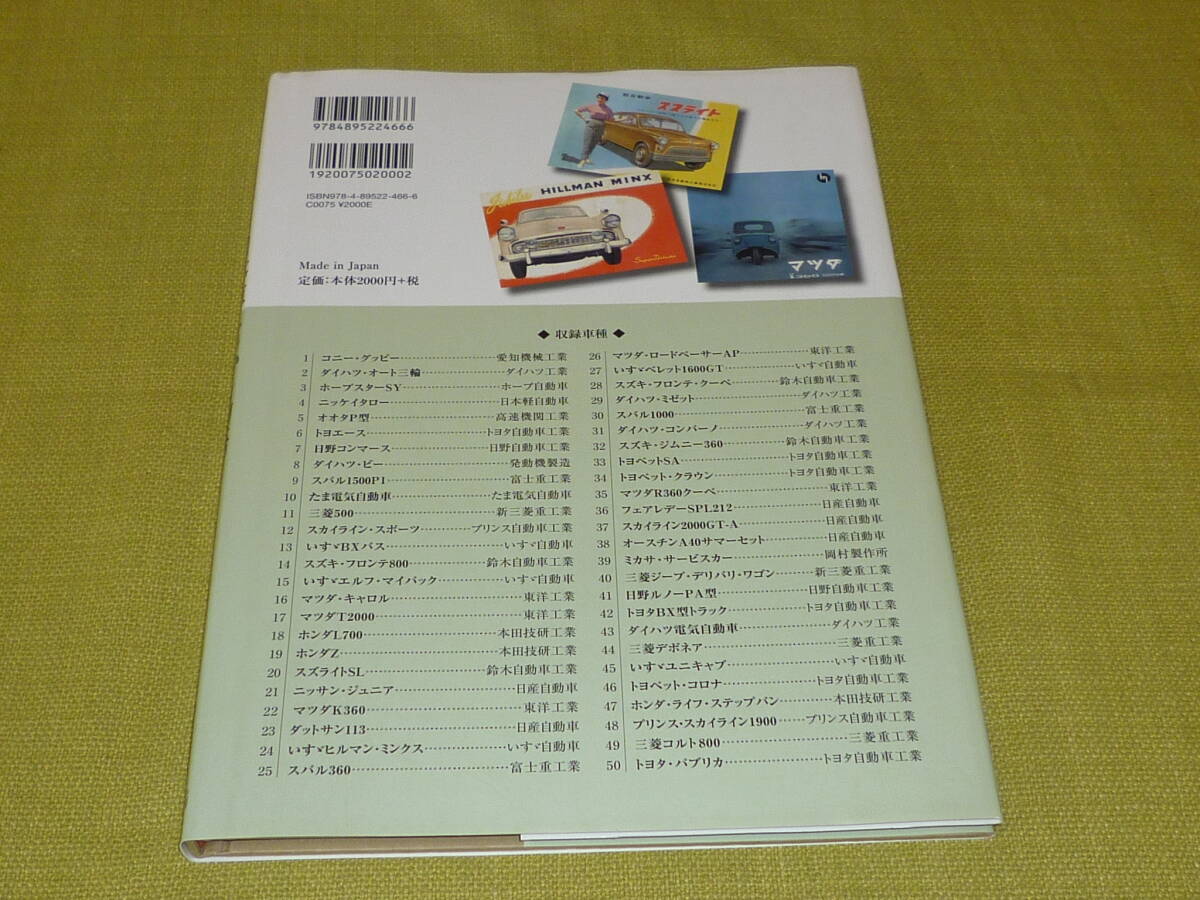 9784895224666
1920075020002
ISBN978-4-89522-466-6
C0075 ¥2000E
Made in Japan
定価:本体2000円+税
軽自動車
スズライト
Isuzu
HILLMAN MINX
Super Deluxe
マツダ
◆ 収録車種 ◆
1 コニー・グッピー…………………愛知機械工業
2 ダイハツ・オート三輪…………………ダイハツ工業
3 ホープスターSY…………………ホープ自動車
4 ニッケイタロー…………………日本軽自動車
5 オオタP型…………………高速機関工業
6 トヨエース…………………トヨタ自動車工業
7 日野コンマース…………………日野自動車工業
8 ダイハツ・ビー…………………発動機製造
9 スバル1500P1…………………富士重工業
10 たま電気自動車…………………たま電気自動車
11 三菱500…………………新三菱重工業
12 スカイライン・スポーツ…………プリンス自動車工業
13 いすゞBXバス…………………いすゞ自動車
14 スズキ・フロンテ800…………………鈴木自動車工業
15 いすゞエルフ・マイパック…………………いすゞ自動車
16 マツダ・キャロル…………………東洋工業
17 マツダT2000…………………東洋工業
18 ホンダL700…………………本田技研工業
19 ホンダZ…………………本田技研工業
20 スズライトSL…………………鈴木自動車工業
21 ニッサン・ジュニア…………………日産自動車
22 マツダK360…………………東洋工業
23 ダットサン113…………………日産自動車
24 いすゞヒルマン・ミンクス…………………いすゞ自動車
25 スバル360…………………富士重工業
26 マツダ・ロードペーサーAP…………………東洋工業
27 いすゞベレット1600GT…………………いすゞ自動車
28 スズキ・フロンテ・クーペ…………鈴木自動車工業
29 ダイハツ・ミゼット…………………ダイハツ工業
30 スバル1000…………………富士重工業
31 ダイハツ・コンパーノ…………………ダイハツ工業
32 スズキ・ジムニー360…………………鈴木自動車工業
33 トヨペットSA…………………トヨタ自動車工業
34 トヨペット・クラウン…………………トヨタ自動車工業
35 マツダR360クーペ…………………東洋工業
36 フェアレデーSPL212…………………日産自動車
37 スカイライン2000GT-A…………………日産自動車
38 オースチンA40サマーセット…………………日産自動車
39 ミカサ・サービスカー…………………岡村製作所
40 三菱ジープ・デリバリ・ワゴン…………新三菱重工業
41 日野ルノーPA型…………………日野自動車工業
42 トヨタBX型トラック…………………トヨタ自動車工業
43 ダイハツ電気自動車…………………ダイハツ工業
44 三菱デボネア…………………三菱重工業
45 いすゞユニキャブ…………………いすゞ自動車
46 トヨペット・コロナ…………………トヨタ自動車工業
47 ホンダ・ライフ・ステップバン…………本田技研工業
48 プリンス・スカイライン1900……プリンス自動車工業
49 三菱コルト800…………………三菱重工業
50 トヨタ・パブリカ…………………トヨタ自動車工業